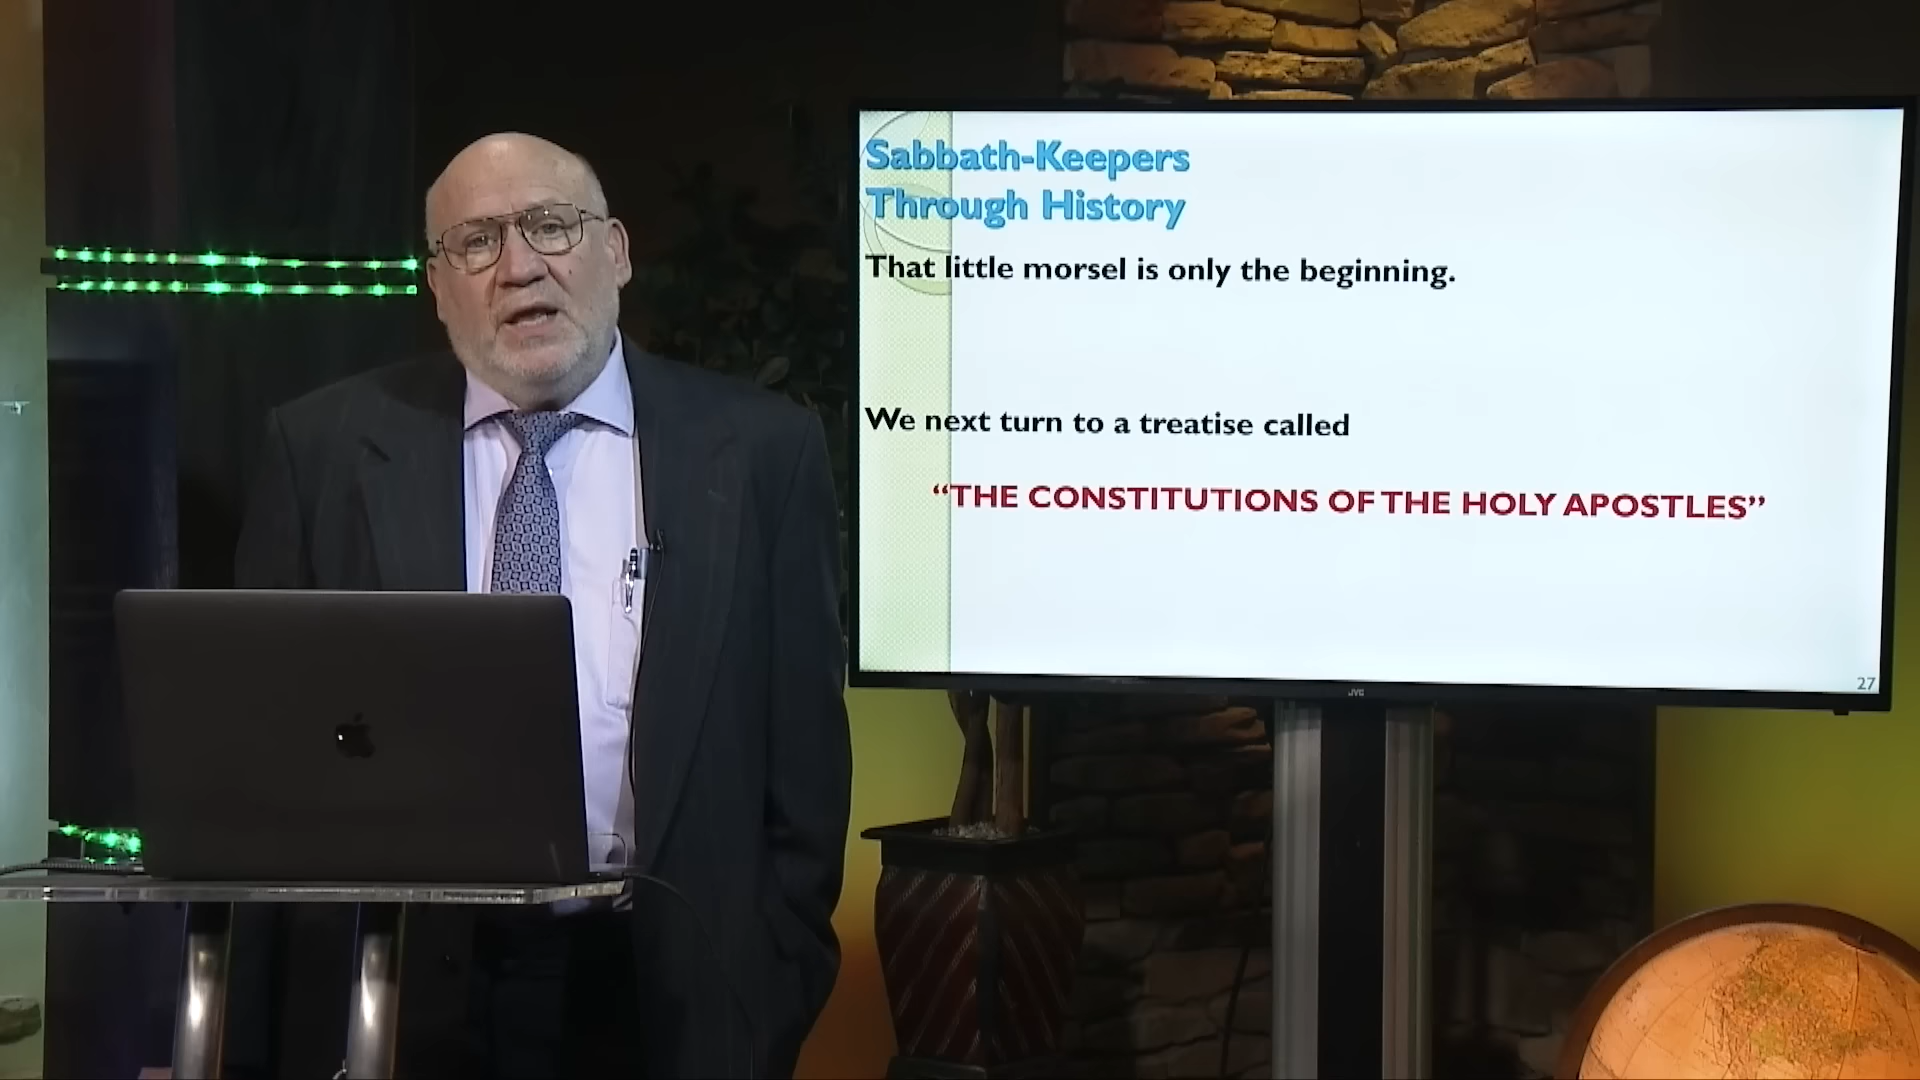 Sabbath-Keepers
Through History
That little morsel is only the beginning.
We next turn to a treatise called
“THE CONSTITUTIONS OF THE HOLY APOSTLES”
27
JVC